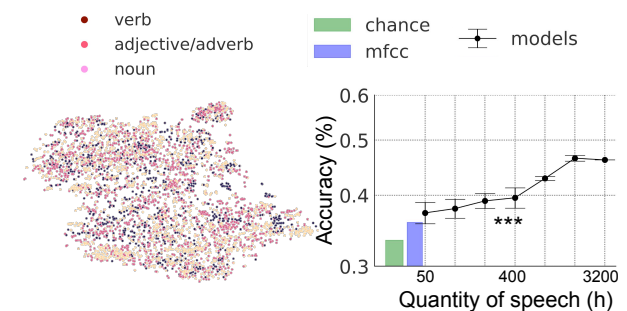 verb
adjective/adverb
noun
chance
mfcc
models
Accuracy (%)
0.6
0.5
0.4
0.3
***
50
400
3200
Quantity of speech (h)